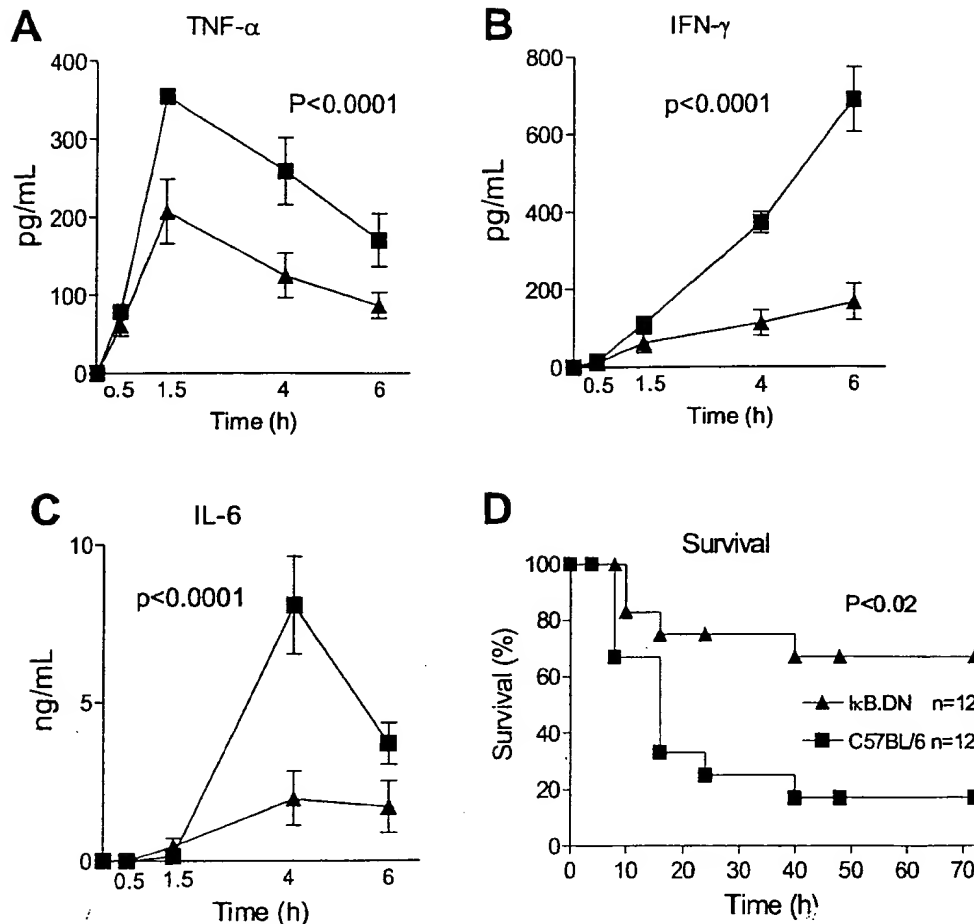 A
TNF-α
P<0.0001
pg/mL
400
300
200
100
0
0.5
1.5
4
6
Time (h)
B
IFN-γ
p<0.0001
pg/mL
800
600
400
200
0
0.5
1.5
4
6
Time (h)
C
IL-6
p<0.0001
ng/mL
10
5
0
0.5
1.5
4
6
Time (h)
D
Survival
P<0.02
Survival (%)
100
80
60
40
20
0
IκB.DN n=12
C57BL/6 n=12
0 10 20 30 40 50 60 70
Time (h)